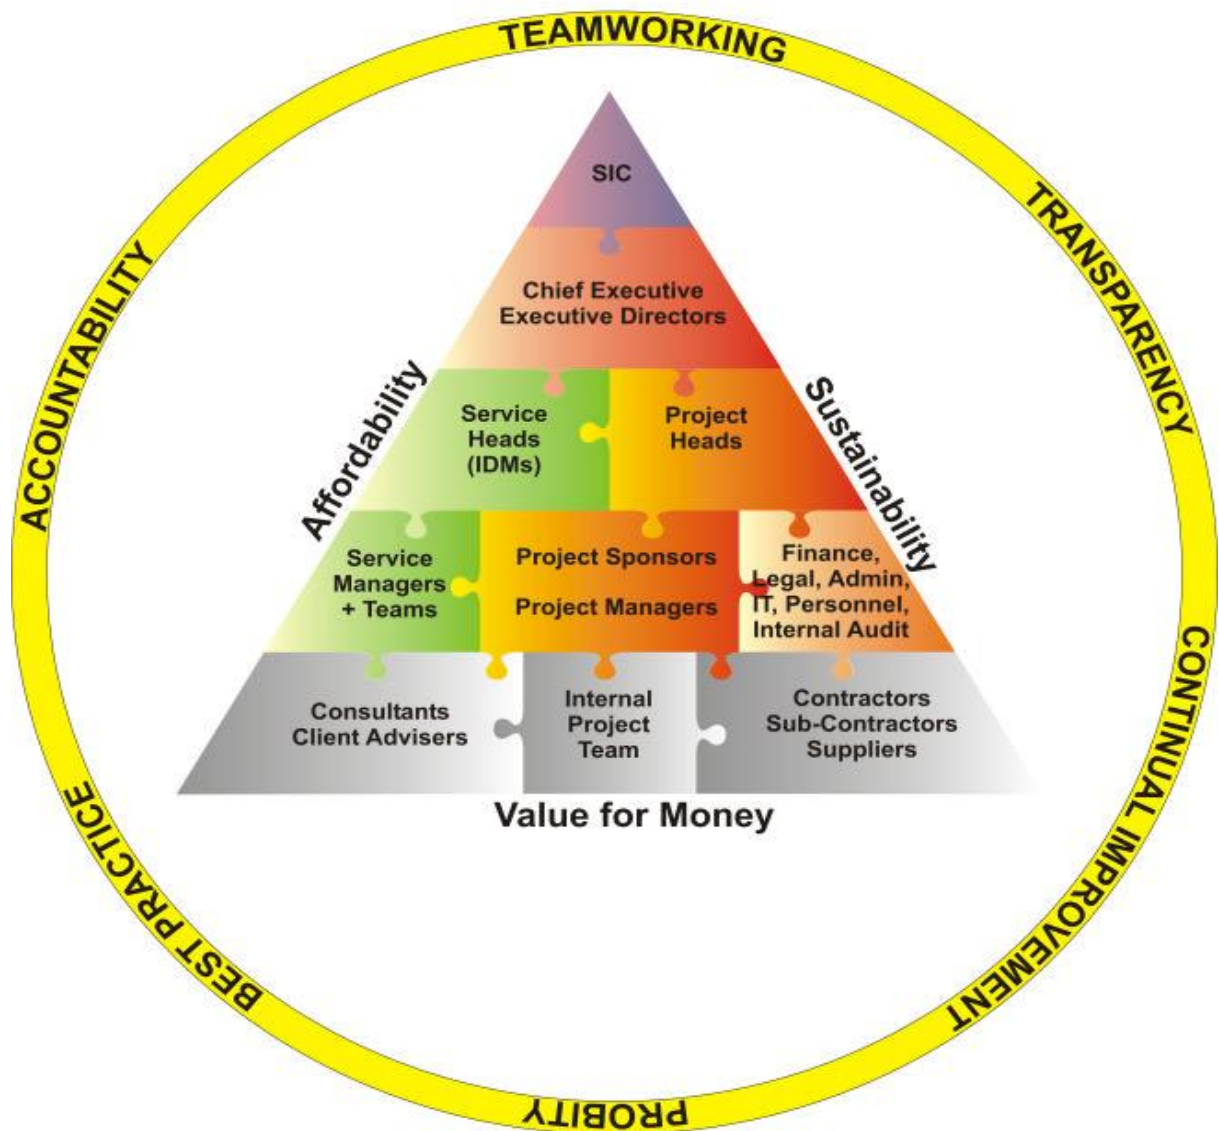 TEAMWORKING
TRANSPARENCY
CONTINUAL IMPROVEMENT
PROBITY
BEST PRACTICE
ACCOUNTABILITY
SIC
Chief Executive
Executive Directors
Affordability
Sustainability
Service
Heads
(IDMs)
Project
Heads
Service
Managers
+ Teams
Project Sponsors
Project Managers
Finance,
Legal, Admin,
IT, Personnel,
Internal Audit
Consultants
Client Advisers
Internal
Project
Team
Contractors
Sub-Contractors
Suppliers
Value for Money